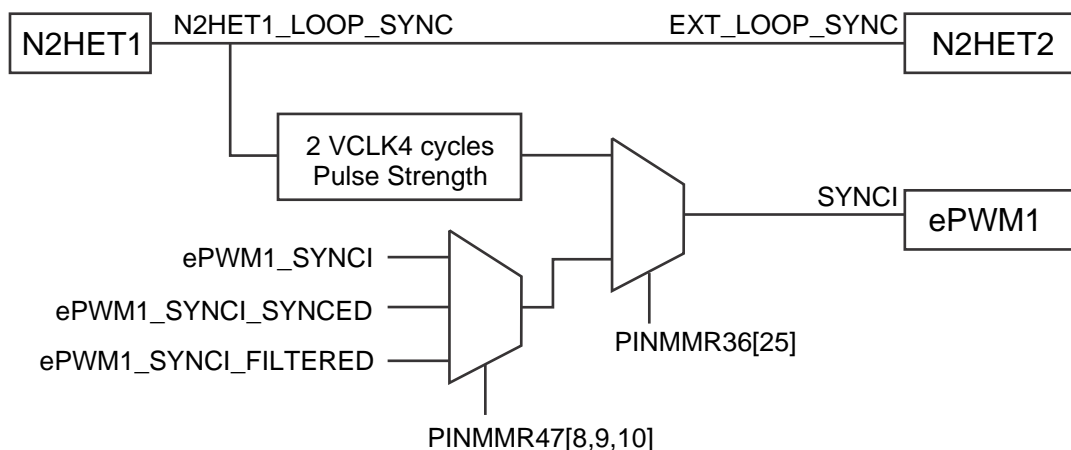 N2HET1
N2HET1_LOOP_SYNC
EXT_LOOP_SYNC
N2HET2
2 VCLK4 cycles
Pulse Strength
SYNCI
ePWM1
ePWM1_SYNCI
ePWM1_SYNCI_SYNCED
ePWM1_SYNCI_FILTERED
PINMMR36[25]
PINMMR47[8,9,10]